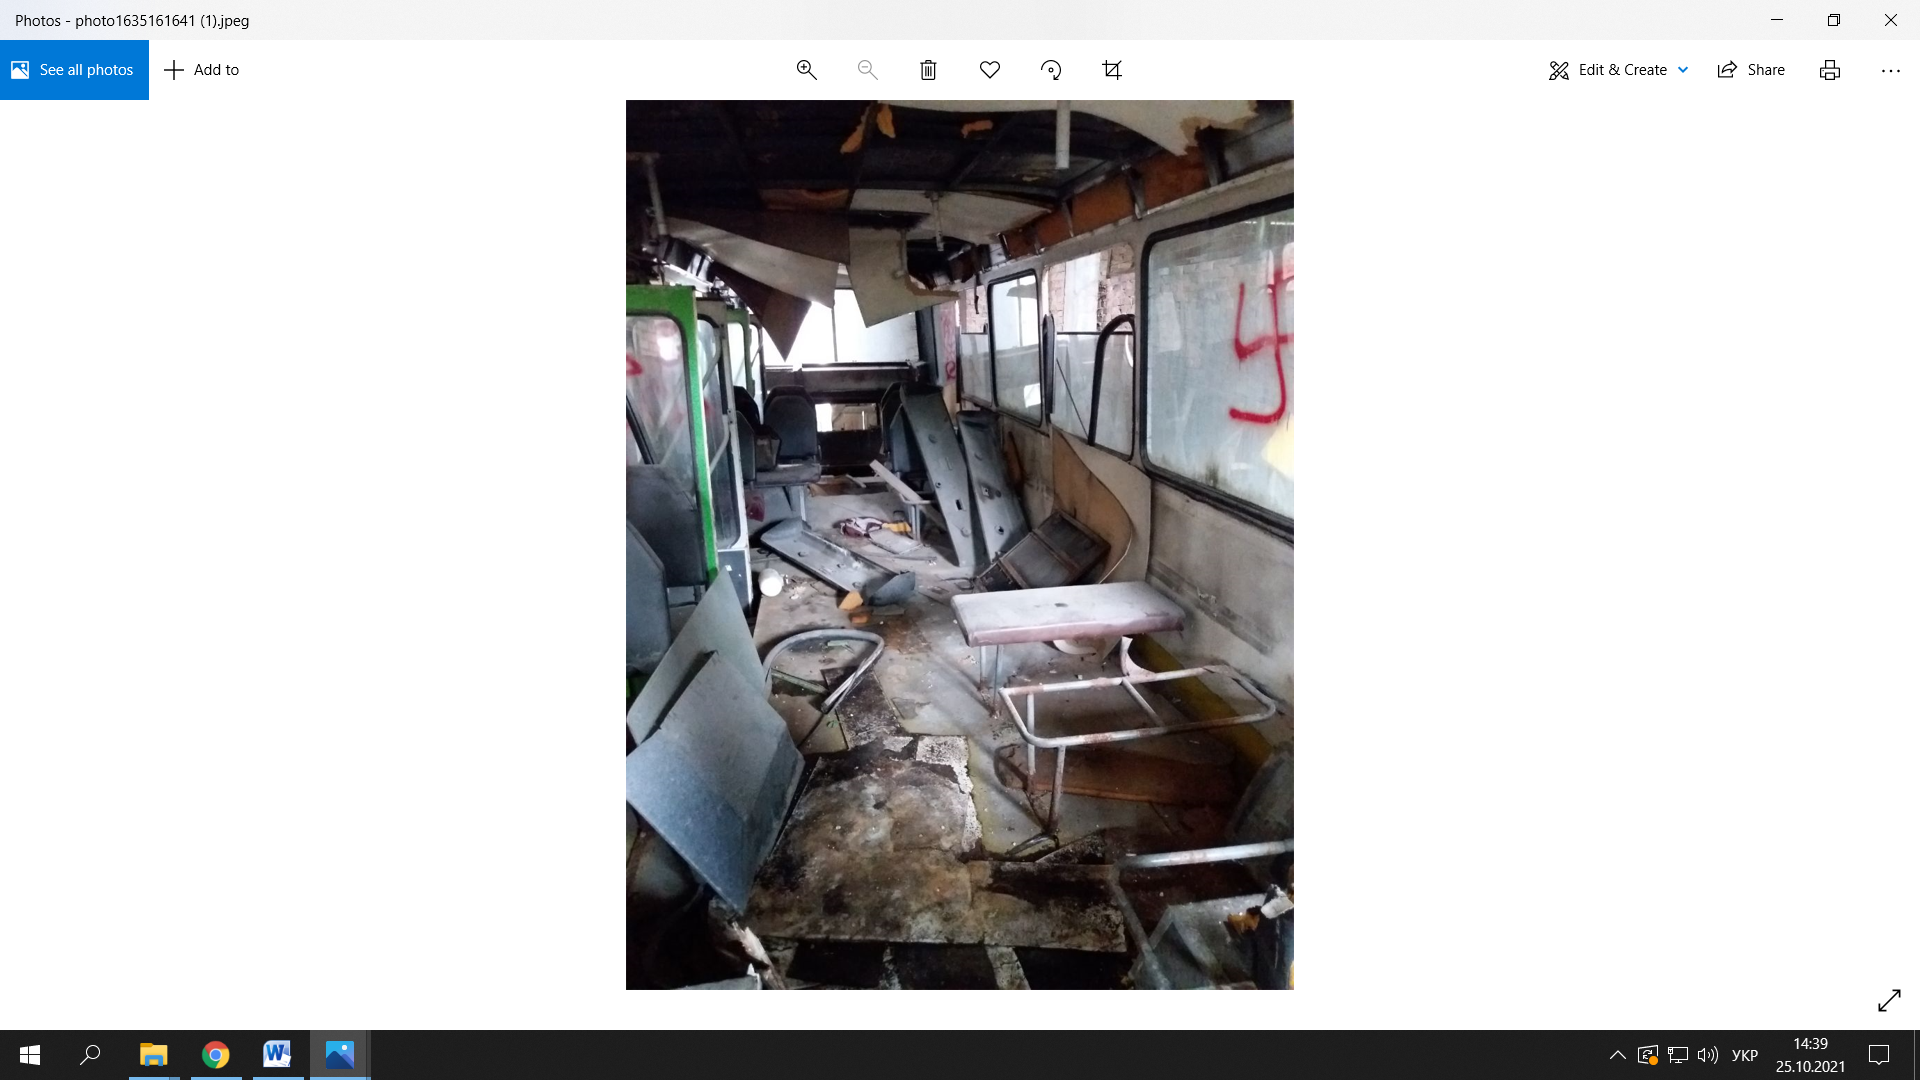 Photos - photo1635161641 (1).jpeg
See all photos
Add to
Edit & Create
Share
УКР
14:39
25.10.2021